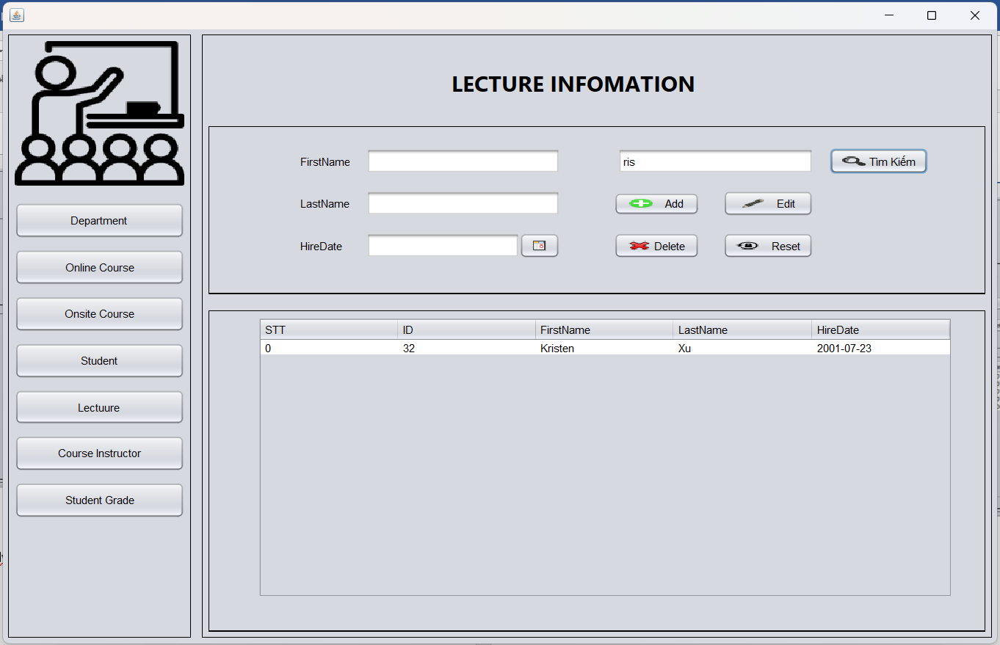 LECTURE INFOMATION
FirstName ris Tìm Kiếm
LastName Add Edit
HireDate Delete Reset
Department
Online Course
Onsite Course
Student
Lectuure
Course Instructor
Student Grade
STT ID FirstName LastName HireDate
0 32 Kristen Xu 2001-07-23